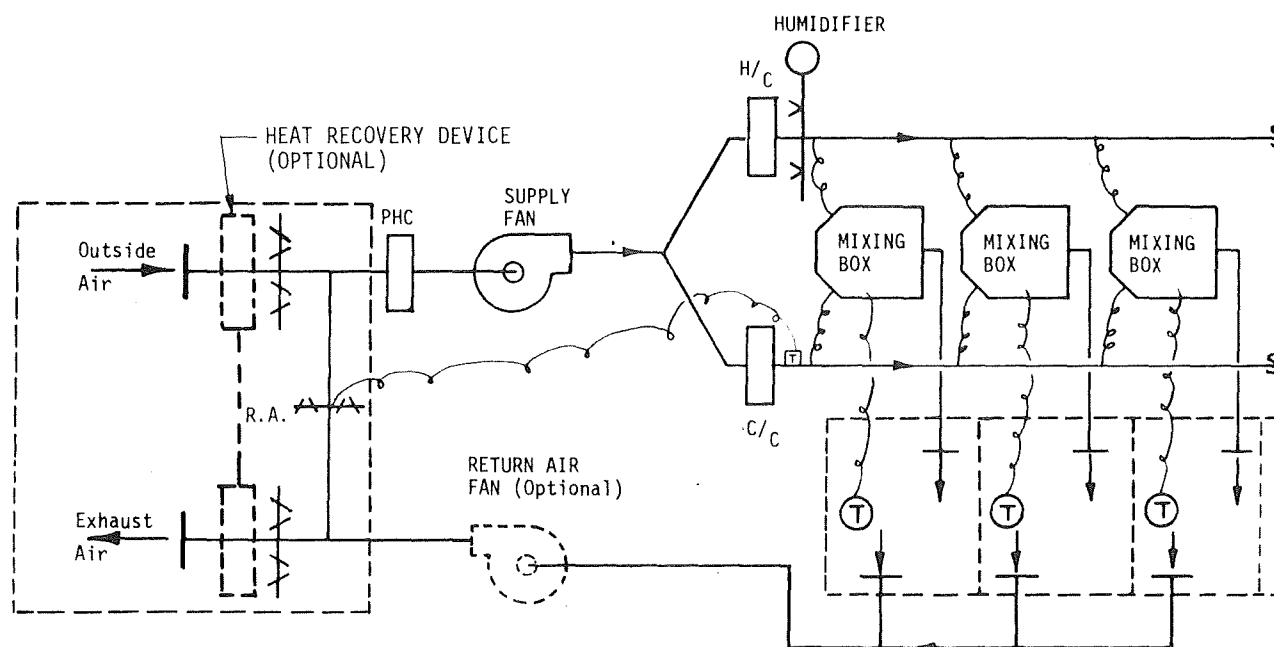 HUMIDIFIER
H/C
HEAT RECOVERY DEVICE
(OPTIONAL)
SUPPLY
FAN
PHC
Outside
Air
MIXING
BOX
MIXING
BOX
MIXING
BOX
T
R.A.
C/C
RETURN AIR
FAN (Optional)
T
T
T
Exhaust
Air
S
S